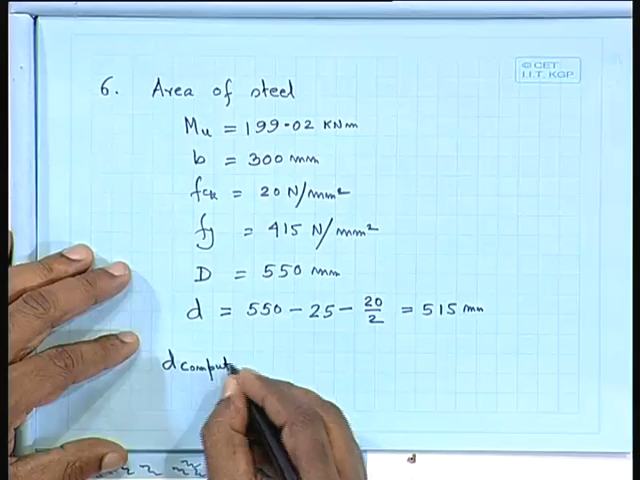 © CET
I.I.T. KGP
6. Area of steel
Mu = 199.02 KNm
b = 300 mm
fck = 20 N/mm²
fy = 415 N/mm²
D = 550 mm
d = 550 - 25 - 20/2 = 515 mm
d comput